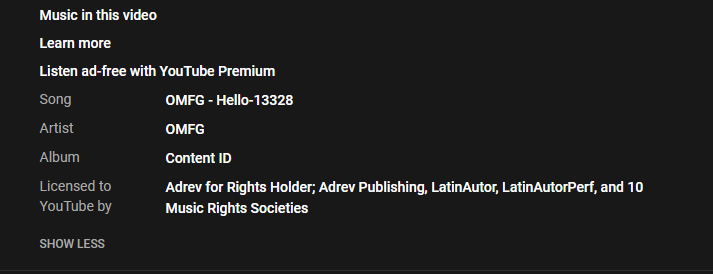 Music in this video
Learn more
Listen ad-free with YouTube Premium
Song OMFG - Hello-13328
Artist OMFG
Album Content ID
Licensed to YouTube by Adrev for Rights Holder; Adrev Publishing, LatinAutor, LatinAutorPerf, and 10 Music Rights Societies
SHOW LESS